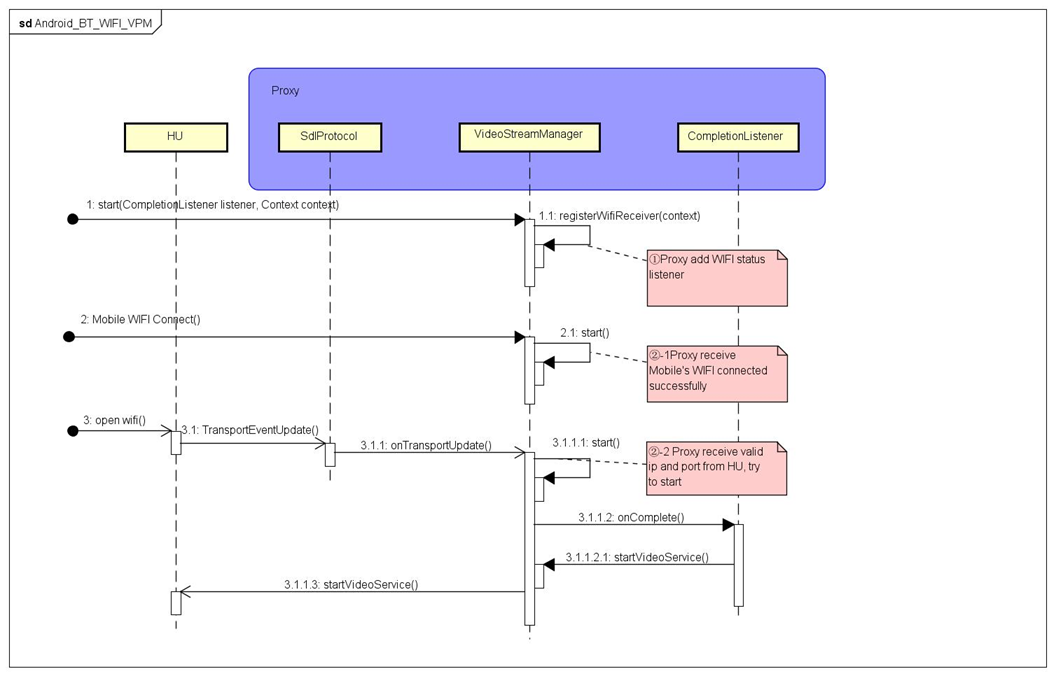 sd Android_BT_WIFI_VPM
Proxy
HU
SdlProtocol
VideoStreamManager
CompletionListener
1: start(CompletionListener listener, Context context)
1.1: registerWifiReceiver(context)
①Proxy add WIFI status
listener
2: Mobile WIFI Connect()
2.1: start()
②-1Proxy receive
Mobile's WIFI connected
successfully
3: open wifi()
3.1: TransportEventUpdate()
3.1.1: onTransportUpdate()
3.1.1.1: start()
②-2 Proxy receive valid
ip and port from HU, try
to start
3.1.1.2: onComplete()
3.1.1.2.1: startVideoService()
3.1.1.3: startVideoService()